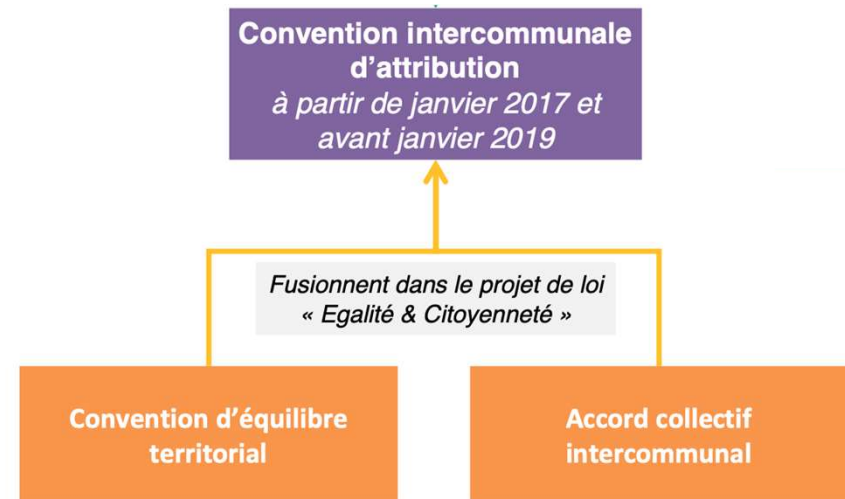 Convention intercommunale
d’attribution
à partir de janvier 2017 et
avant janvier 2019
Fusionnent dans le projet de loi
« Egalité & Citoyenneté »
Convention d’équilibre
territorial
Accord collectif
intercommunal